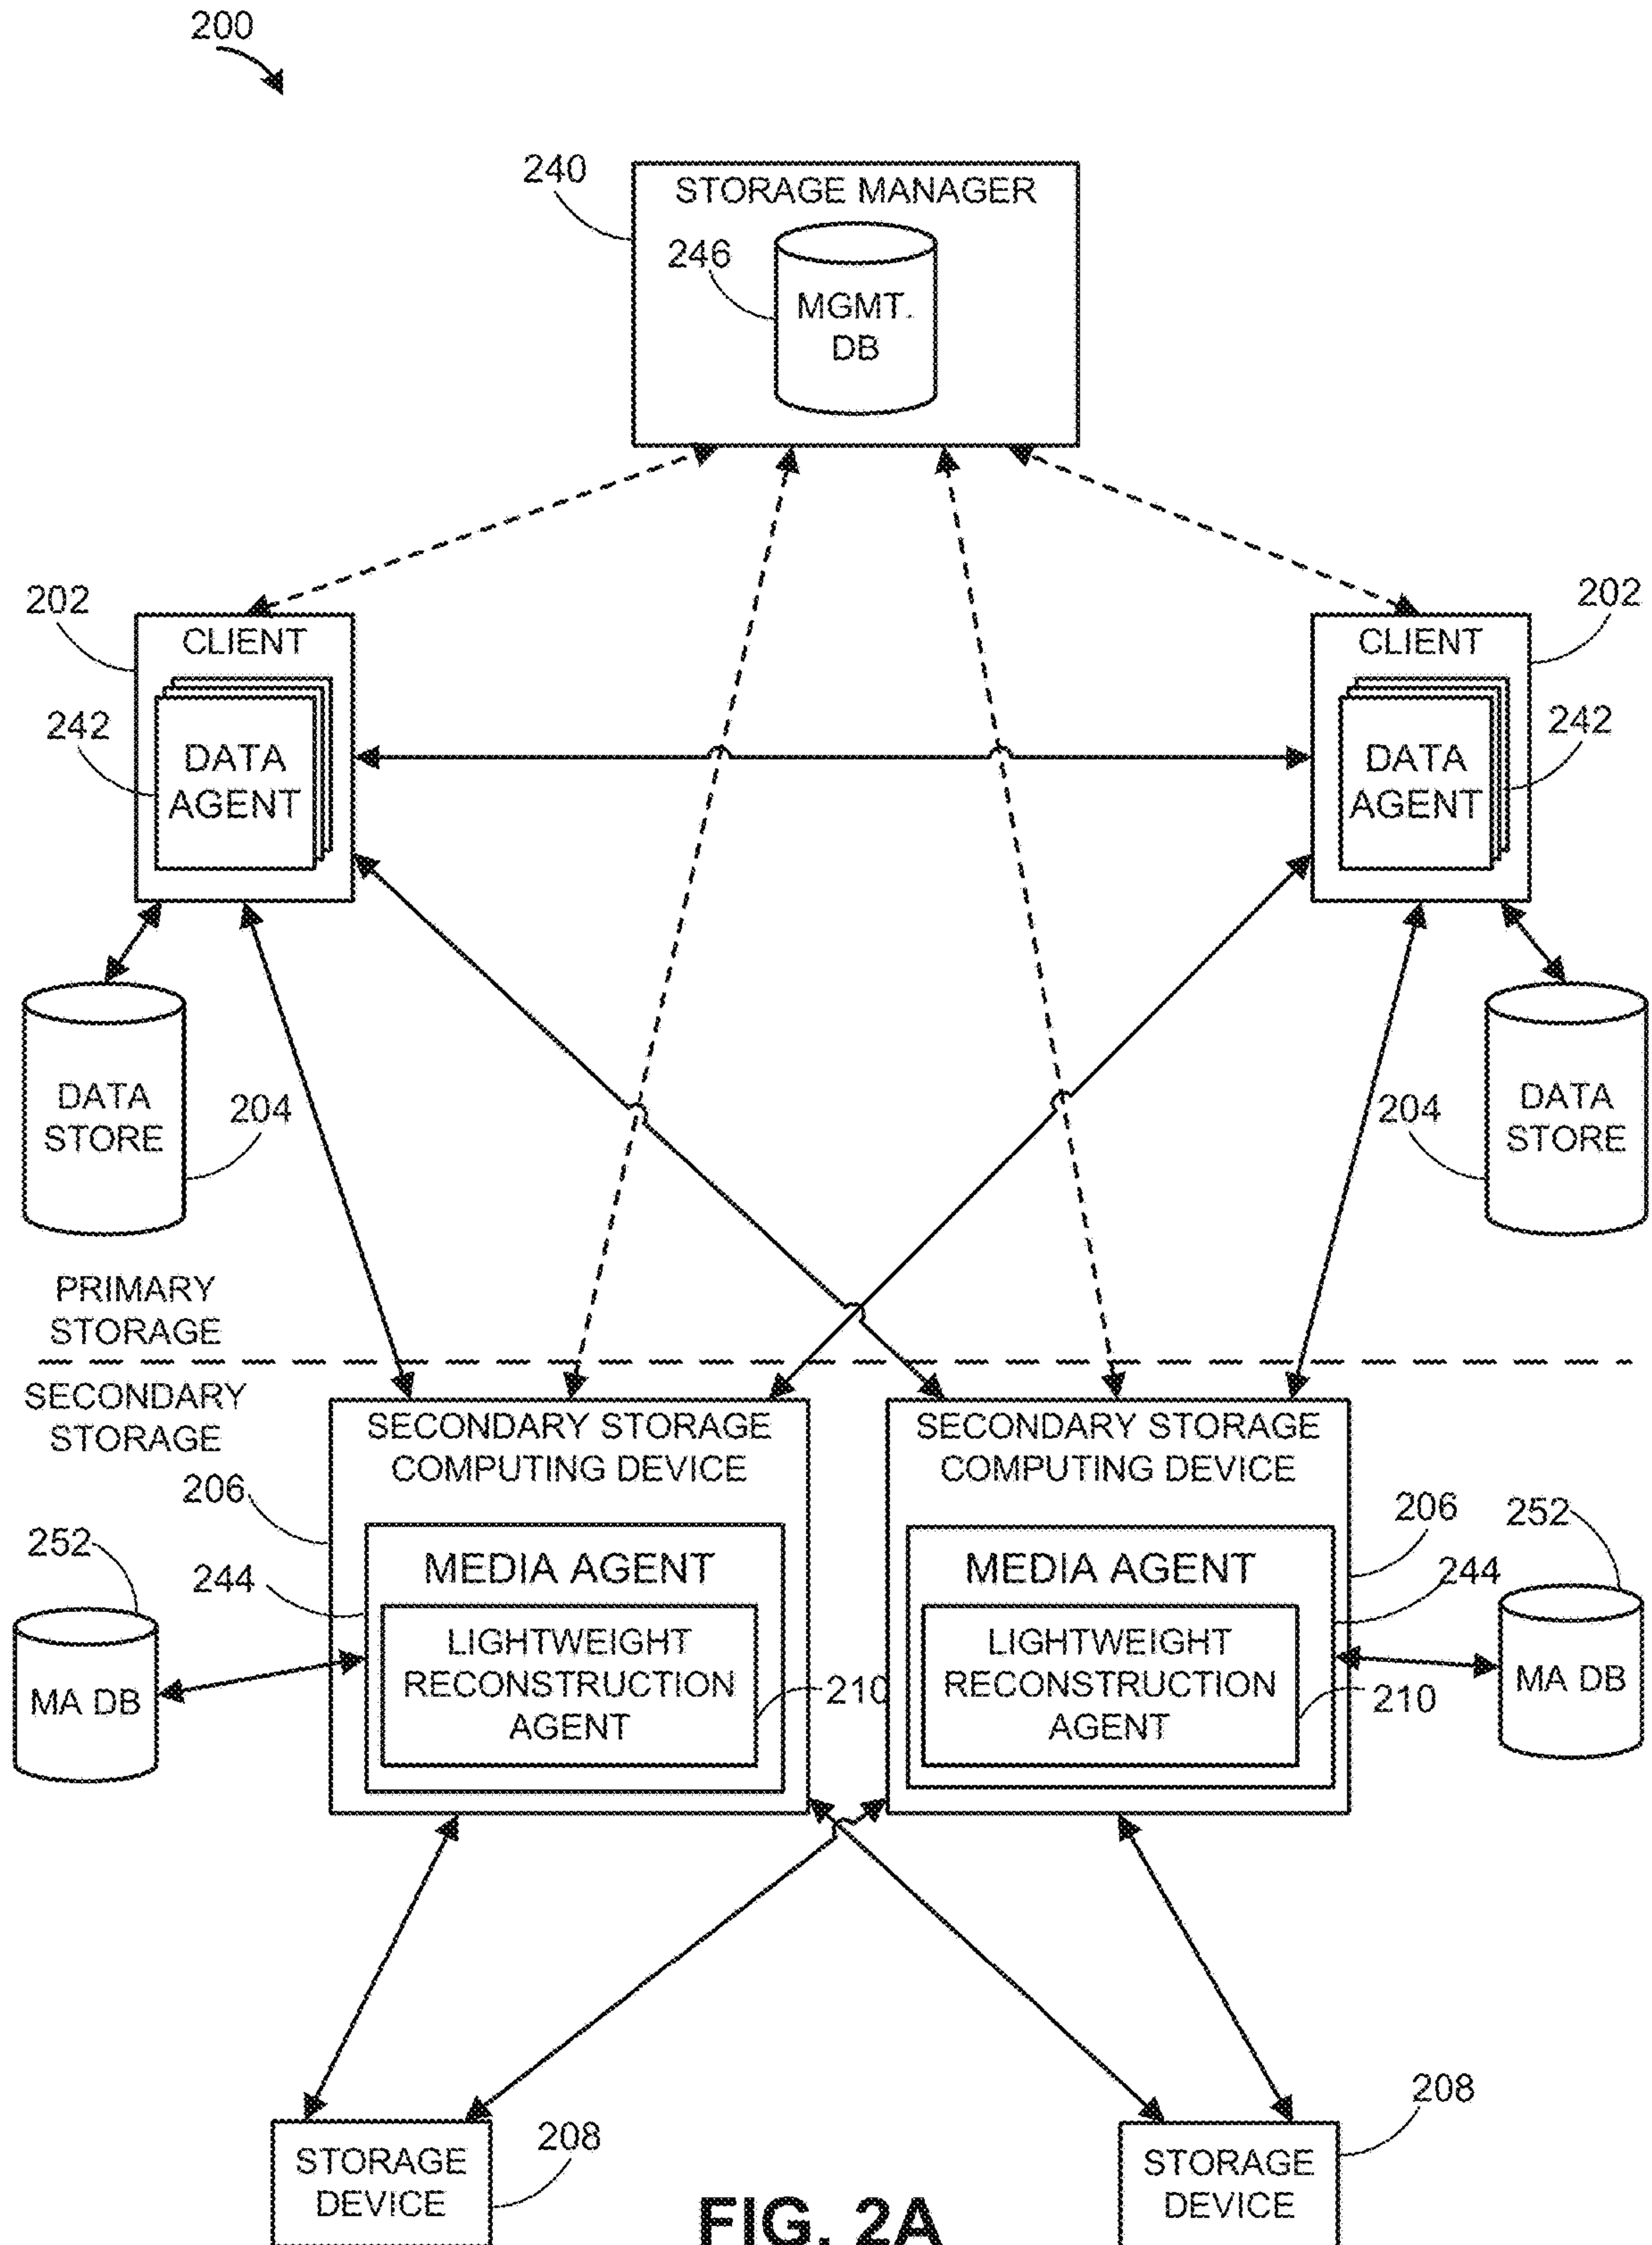 200
240
STORAGE MANAGER
246
MGMT.
DB
202
CLIENT
242
DATA
AGENT
202
CLIENT
242
DATA
AGENT
DATA
STORE
204
204
DATA
STORE
PRIMARY
STORAGE
SECONDARY
STORAGE
SECONDARY STORAGE
COMPUTING DEVICE
206
244
MEDIA AGENT
LIGHTWEIGHT
RECONSTRUCTION
AGENT
210
252
MA DB
SECONDARY STORAGE
COMPUTING DEVICE
206
244
MEDIA AGENT
LIGHTWEIGHT
RECONSTRUCTION
AGENT
210
252
MA DB
STORAGE
DEVICE
208
STORAGE
DEVICE
208
FIG. 2A